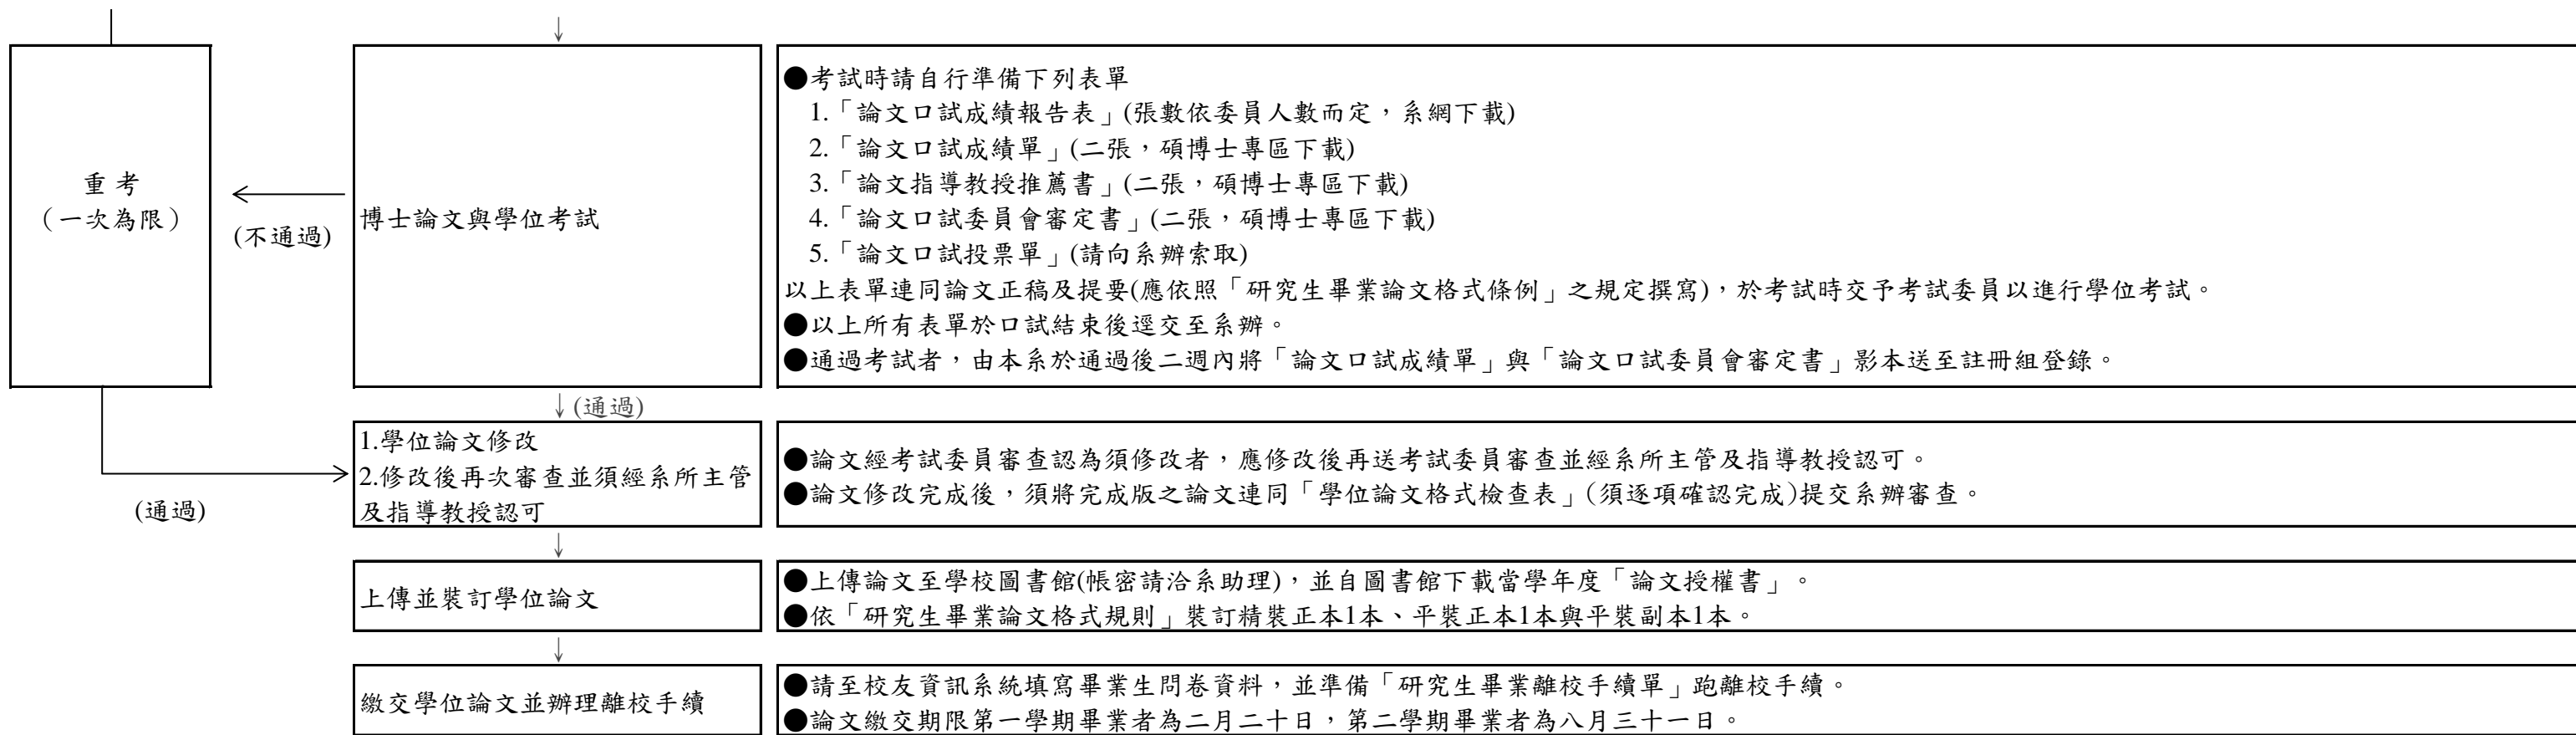 重考
（一次為限）
(不通過)
博士論文與學位考試
●考試時請自行準備下列表單
1.「論文口試成績報告表」(張數依委員人數而定，系網下載)
2.「論文口試成績單」(二張，碩博士專區下載)
3.「論文指導教授推薦書」(二張，碩博士專區下載)
4.「論文口試委員會審定書」(二張，碩博士專區下載)
5.「論文口試投票單」(請向系辦索取)
以上表單連同論文正稿及提要(應依照「研究生畢業論文格式條例」之規定撰寫)，於考試時交予考試委員以進行學位考試。
●以上所有表單於口試結束後逕交至系辦。
●通過考試者，由本系於通過後二週內將「論文口試成績單」與「論文口試委員會審定書」影本送至註冊組登錄。
(通過)
(通過)
1.學位論文修改
2.修改後再次審查並須經系所主管
及指導教授認可
●論文經考試委員審查認為須修改者，應修改後再送考試委員審查並經系所主管及指導教授認可。
●論文修改完成後，須將完成版之論文連同「學位論文格式檢查表」(須逐項確認完成)提交系辦審查。
上傳並裝訂學位論文
●上傳論文至學校圖書館(帳密請洽系助理)，並自圖書館下載當學年度「論文授權書」。
●依「研究生畢業論文格式規則」裝訂精裝正本1本、平裝正本1本與平裝副本1本。
繳交學位論文並辦理離校手續
●請至校友資訊系統填寫畢業生問卷資料，並準備「研究生畢業離校手續單」跑離校手續。
●論文繳交期限第一學期畢業者為二月二十日，第二學期畢業者為八月三十一日。